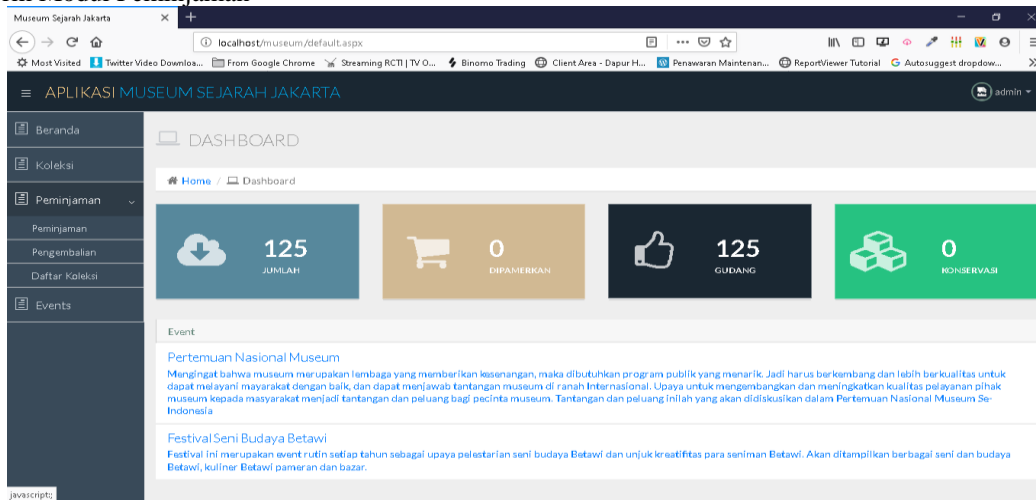 Modul Peminjaman
Museum Sejarah Jakarta
localhost/museum/default.aspx
Most Visited Twitter Video Downloa... From Google Chrome Streaming RCTI | TV O... Binomo Trading Client Area - Dapur H... Penawaran Maintenan... ReportViewer Tutorial Autosuggest dropdow...
APLIKASI MUSEUM SEJARAH JAKARTA
admin
Beranda
Koleksi
Peminjaman
Peminjaman
Pengembalian
Daftar Koleksi
Events
DASHBOARD
Home / Dashboard
125
JUMLAH
0
DIPAMERKAN
125
GUDANG
0
KONSERVASI
Event
Pertemuan Nasional Museum
Mengingat bahwa museum merupakan lembaga yang memberikan kesenangan, maka dibutuhkan program publik yang menarik. Jadi harus berkembang dan lebih berkualitas untuk
dapat melayani mayarakat dengan baik, dan dapat menjawab tantangan museum di ranah Internasional. Upaya untuk mengembangkan dan meningkatkan kualitas pelayanan pihak
museum kepada masyarakat menjadi tantangan dan peluang bagi pecinta museum. Tantangan dan peluang inilah yang akan didiskusikan dalam Pertemuan Nasional Museum Se-
Indonesia
Festival Seni Budaya Betawi
Festival ini merupakan event rutin setiap tahun sebagai upaya pelestarian seni budaya Betawi dan unjuk kreatifitas para seniman Betawi. Akan ditampilkan berbagai seni dan budaya
Betawi, kuliner Betawi pameran dan bazar.
javascript:;